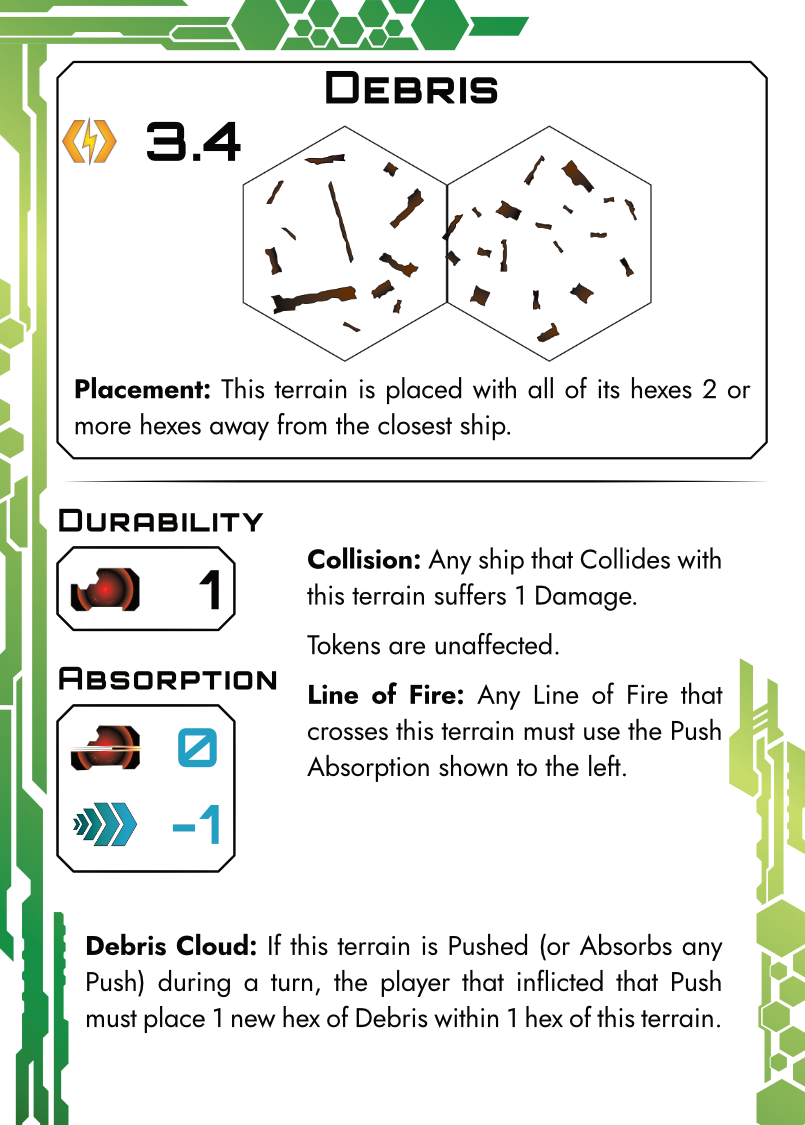 DEBRIS
3.4
Placement: This terrain is placed with all of its hexes 2 or
more hexes away from the closest ship.
DURABILITY
1
Collision: Any ship that Collides with
this terrain suffers 1 Damage.
Tokens are unaffected.
ABSORPTION
0
-1
Line of Fire: Any Line of Fire that
crosses this terrain must use the Push
Absorption shown to the left.
Debris Cloud: If this terrain is Pushed (or Absorbs any
Push) during a turn, the player that inflicted that Push
must place 1 new hex of Debris within 1 hex of this terrain.